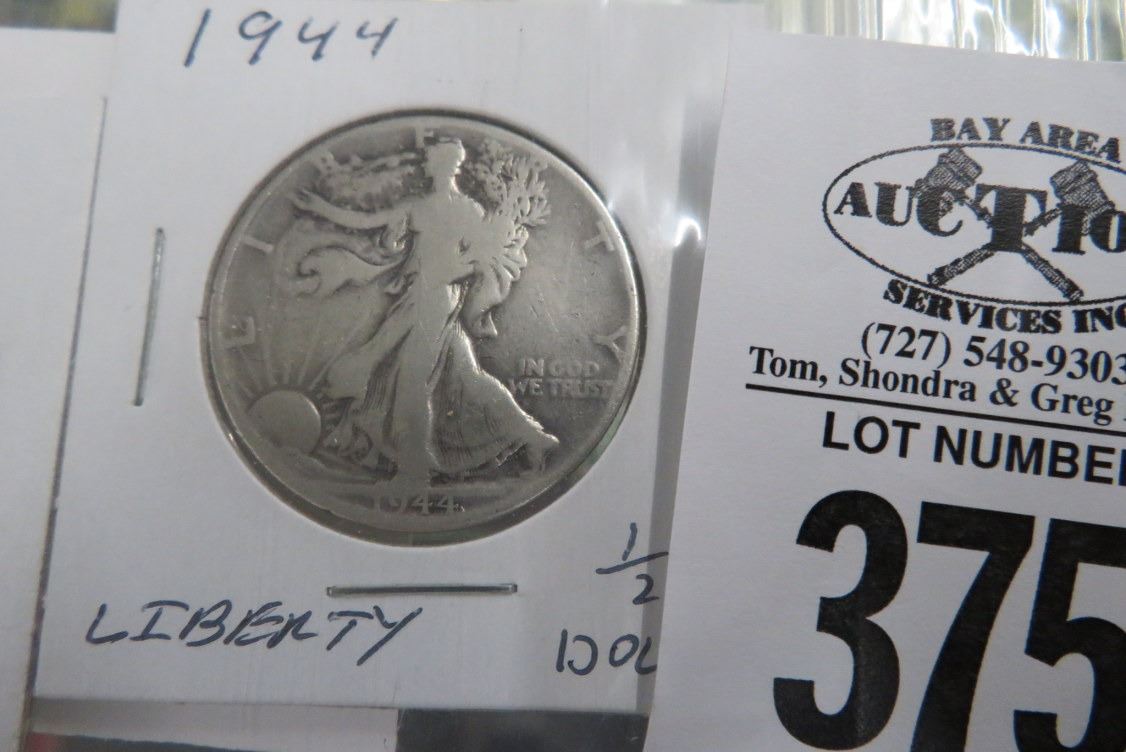 1944
LIBERTY
IN GOD
WE TRUST
1944
LIBERTY
1/2
DOL
BAY AREA
AUCTIO
SERVICES INC
(727) 548-9303
Tom, Shondra & Greg
LOT NUMBE
375